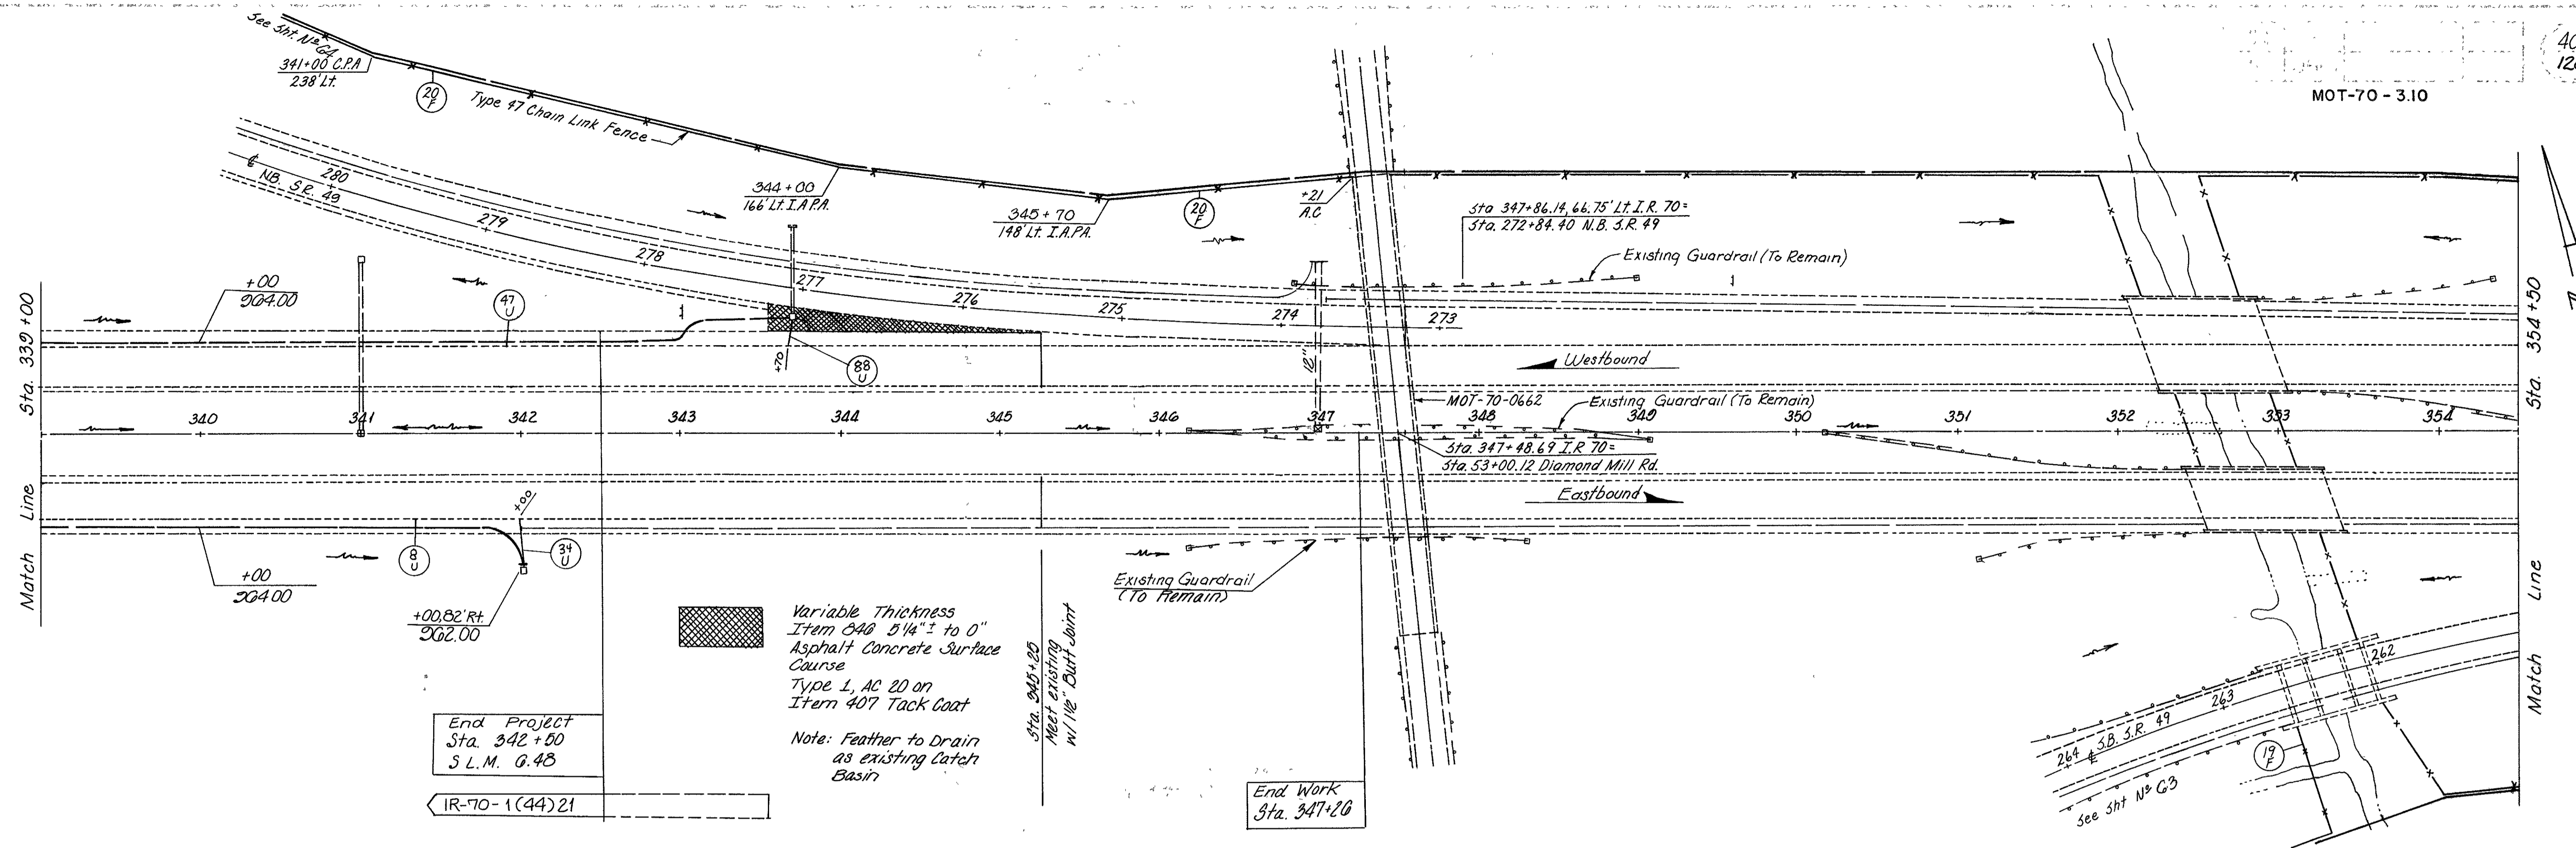 See Sht. Nº 64
341+00 C.P.A
238' Lt.
20
F
Type 47 Chain Link Fence
MOT-70-3.10
℄
N.B. S.R. 49
280
279
278
277
276
275
274
273
344+00
166' Lt. I.A.P.A.
345+70
148' Lt. I.A.P.A.
20
F
+21
A.C
Sta 347+86.14, 66.75' Lt. I.R. 70=
Sta. 272+84.40 N.B. S.R. 49
Existing Guardrail (To Remain)
Match Line Sta. 339+00
+00
964.00
47
U
+70
88
U
12"
Westbound
MOT-70-0662
Existing Guardrail (To Remain)
340
341
342
343
344
345
346
347
348
349
350
351
352
353
354
Sta. 347+48.69 I.R 70=
Sta. 53+00.12 Diamond Mill Rd.
Eastbound
Match Line Sta. 354+50
+00
964.00
8
U
+00
34
U
+00, 82' Rt.
962.00
Existing Guardrail
(To Remain)
Variable Thickness
Item 846 5 1/4"± to 0"
Asphalt Concrete Surface
Course
Type 1, AC 20 on
Item 407 Tack Coat
Note: Feather to Drain
as existing Catch
Basin
Sta. 345+25
Meet existing
w/ 1½" Butt Joint
End Project
Sta. 342+50
S L.M. 6.48
IR-70-1(44)21
End Work
Sta. 347+26
262
263
264 ℄ S.B. S.R. 49
19
F
See Sht Nº 63